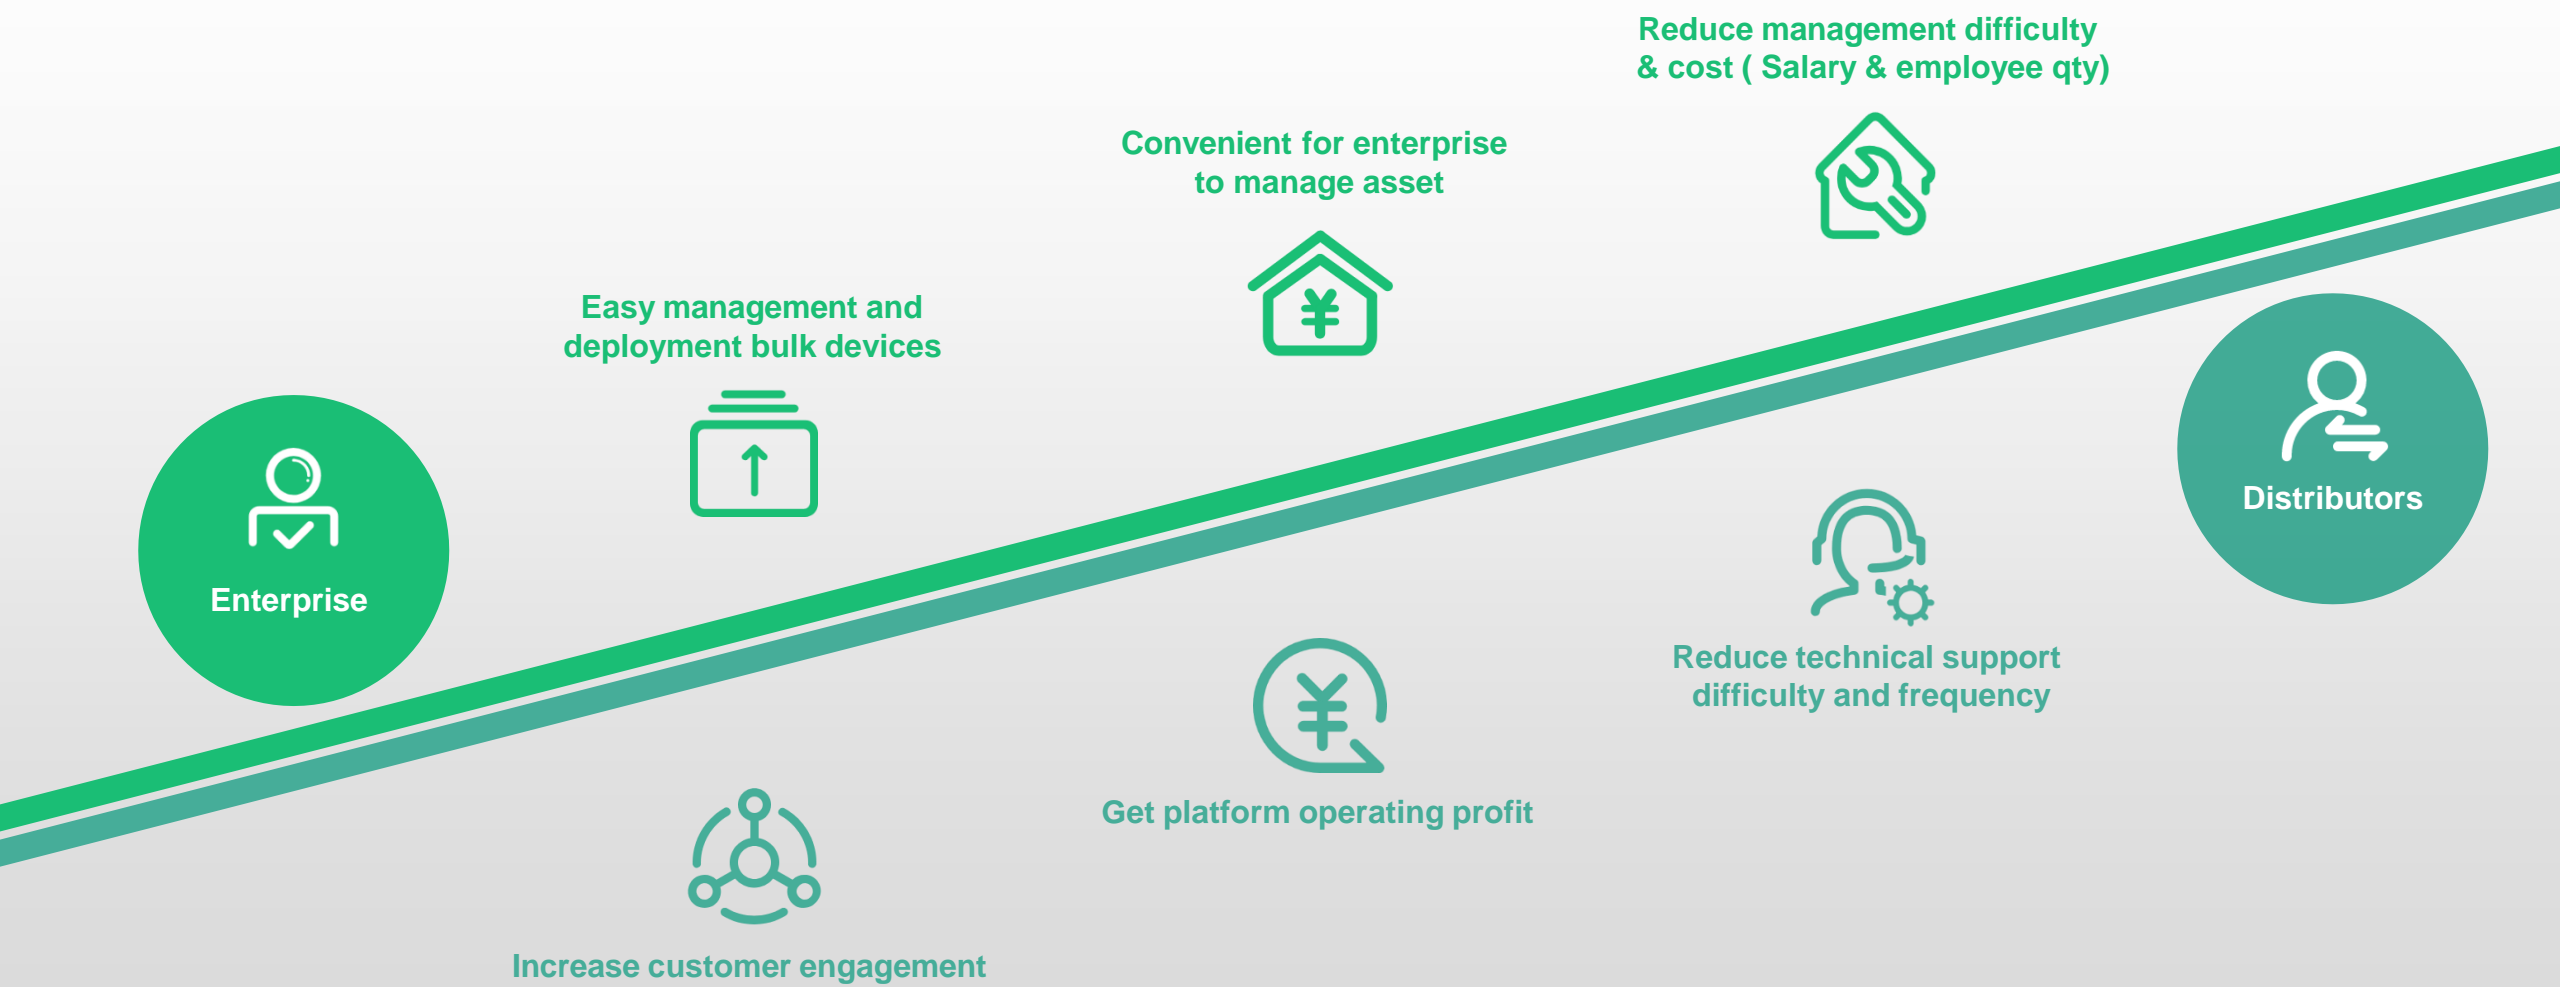 Reduce management difficulty
& cost ( Salary & employee qty)
Convenient for enterprise
to manage asset
Easy management and
deployment bulk devices
Enterprise
Distributors
Reduce technical support
difficulty and frequency
Get platform operating profit
Increase customer engagement